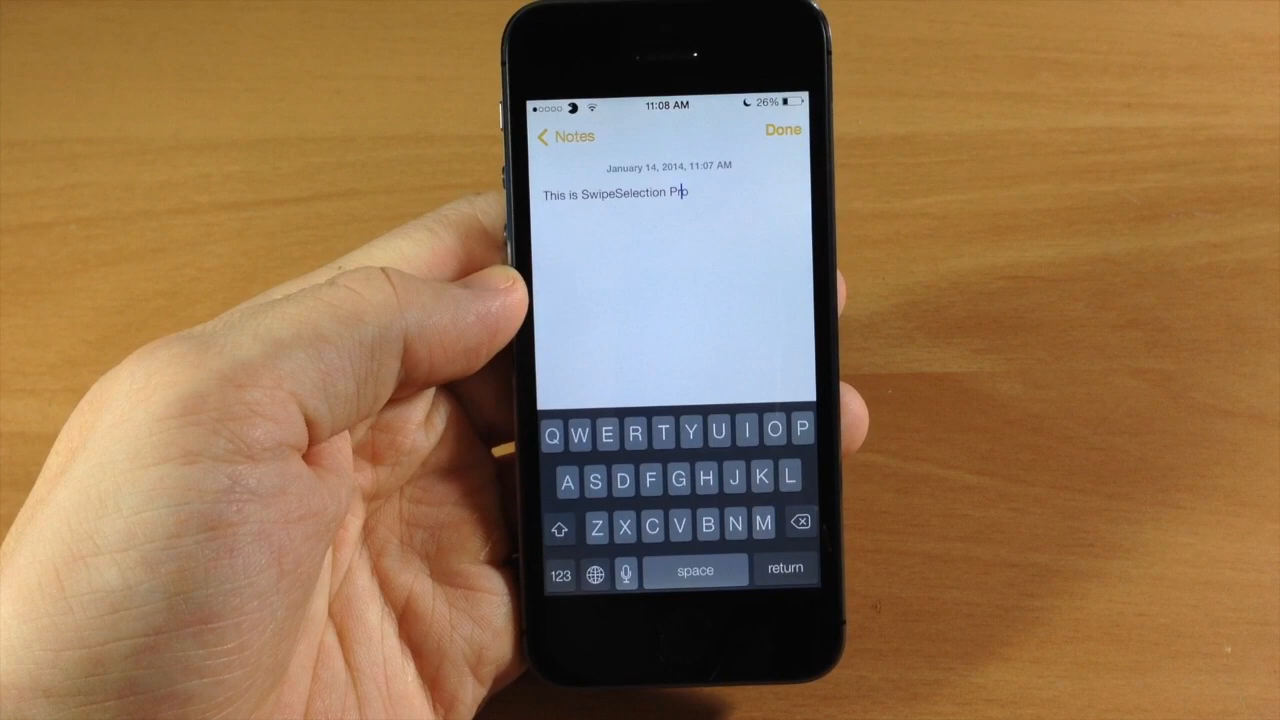 11:08 AM 26%
Notes Done
January 14, 2014, 11:07 AM
This is SwipeSelection Pro
Q W E R T Y U I O P
A S D F G H J K L
Z X C V B N M
123 space return